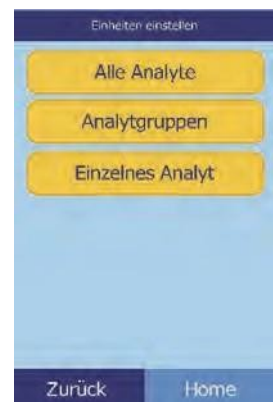 Einheiten einstellen
Alle Analyte
Analytgruppen
Einzelnes Analyt
Zurück Home